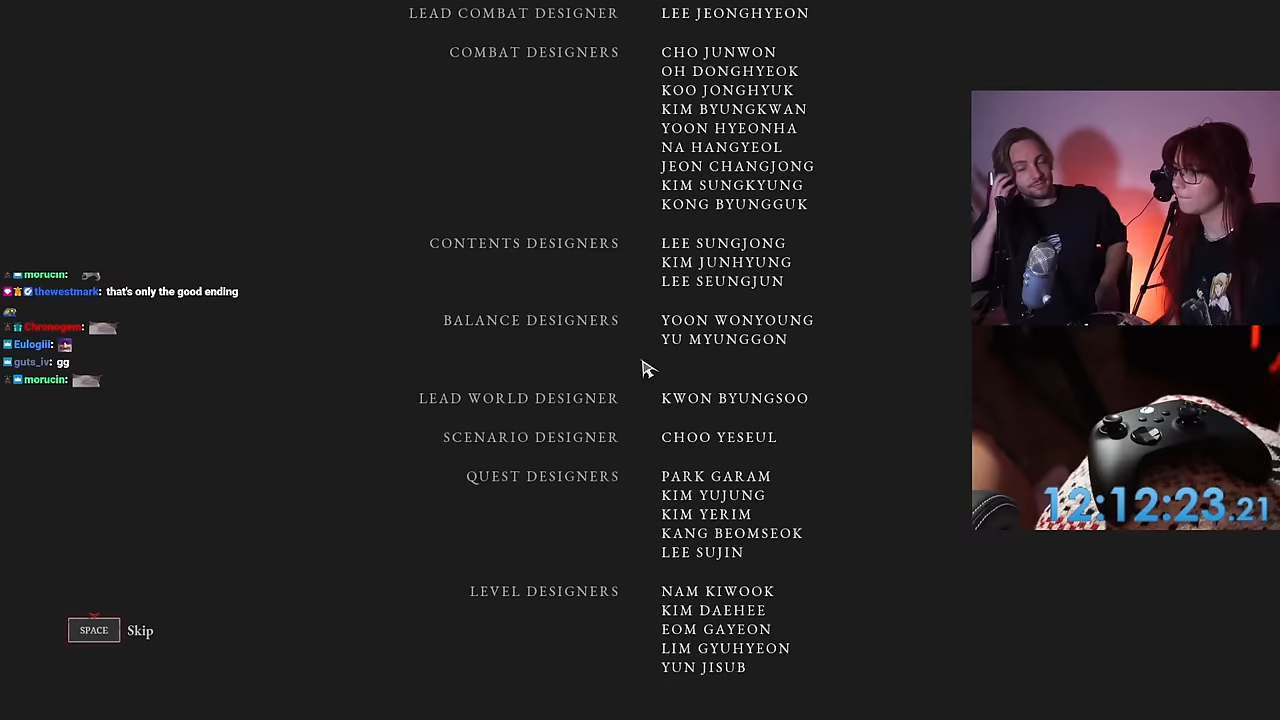 LEAD COMBAT DESIGNER LEE JEONGHYEON
COMBAT DESIGNERS CHO JUNWON
OH DONGHYEOK
KOO JONGHYUK
KIM BYUNGKWAN
YOON HYEONHA
NA HANGYEOL
JEON CHANGJONG
KIM SUNGKYUNG
KONG BYUNGGUK
CONTENTS DESIGNERS LEE SUNGJONG
KIM JUNHYUNG
LEE SEUNGJUN
BALANCE DESIGNERS YOON WONYOUNG
YU MYUNGGON
LEAD WORLD DESIGNER KWON BYUNGSOO
SCENARIO DESIGNER CHOO YESEUL
QUEST DESIGNERS PARK GARAM
KIM YUJUNG
KIM YERIM
KANG BEOMSEOK
LEE SUJIN
LEVEL DESIGNERS NAM KIWOOK
KIM DAEHEE
EOM GAYEON
LIM GYUHYEON
YUN JISUB
morucin:
thewestmark: that's only the good ending
Chronogem:
Eulogiii:
guts_iv: gg
morucin:
SPACE Skip
12:12:23.21